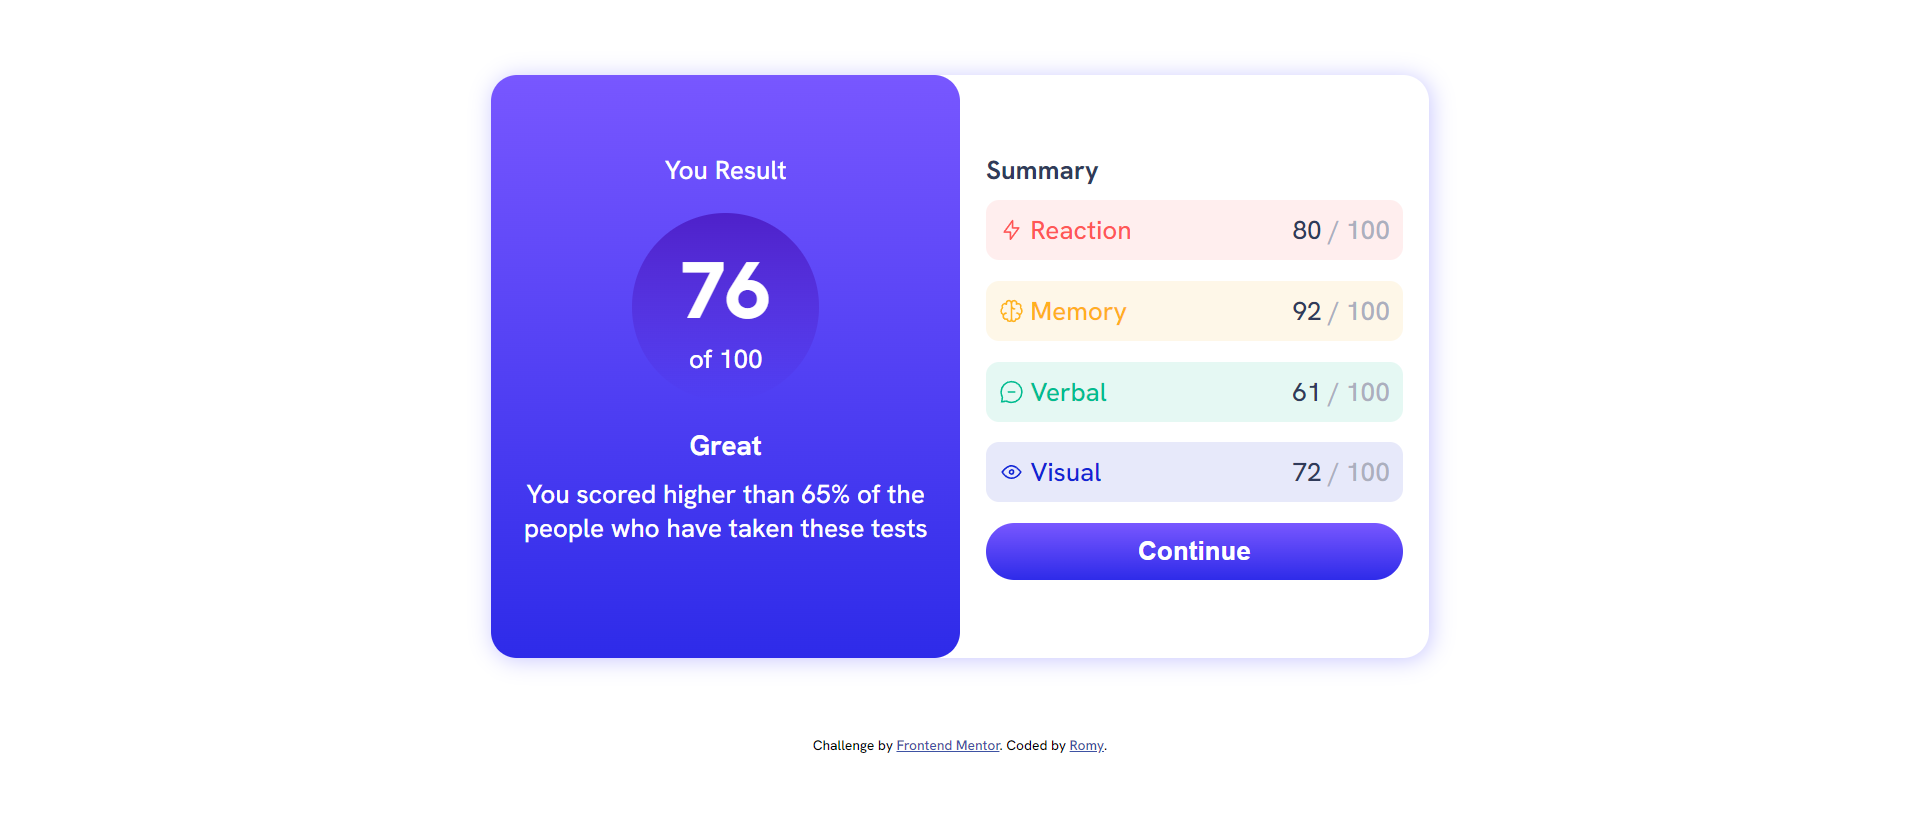 You Result
76
of 100
Great
You scored higher than 65% of the
people who have taken these tests
Summary
Reaction 80 / 100
Memory 92 / 100
Verbal 61 / 100
Visual 72 / 100
Continue
Challenge by Frontend Mentor. Coded by Romy.